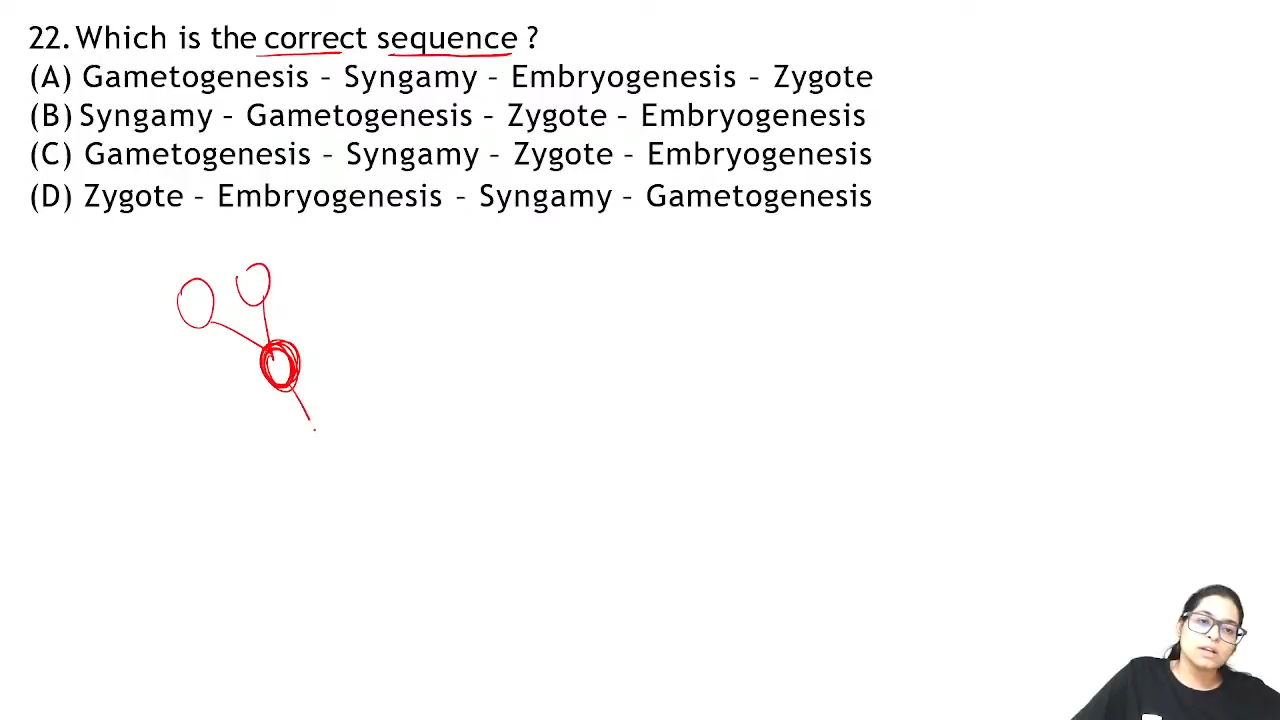 22. Which is the correct sequence ?
(A) Gametogenesis – Syngamy – Embryogenesis – Zygote
(B) Syngamy – Gametogenesis – Zygote – Embryogenesis
(C) Gametogenesis – Syngamy – Zygote – Embryogenesis
(D) Zygote – Embryogenesis – Syngamy – Gametogenesis